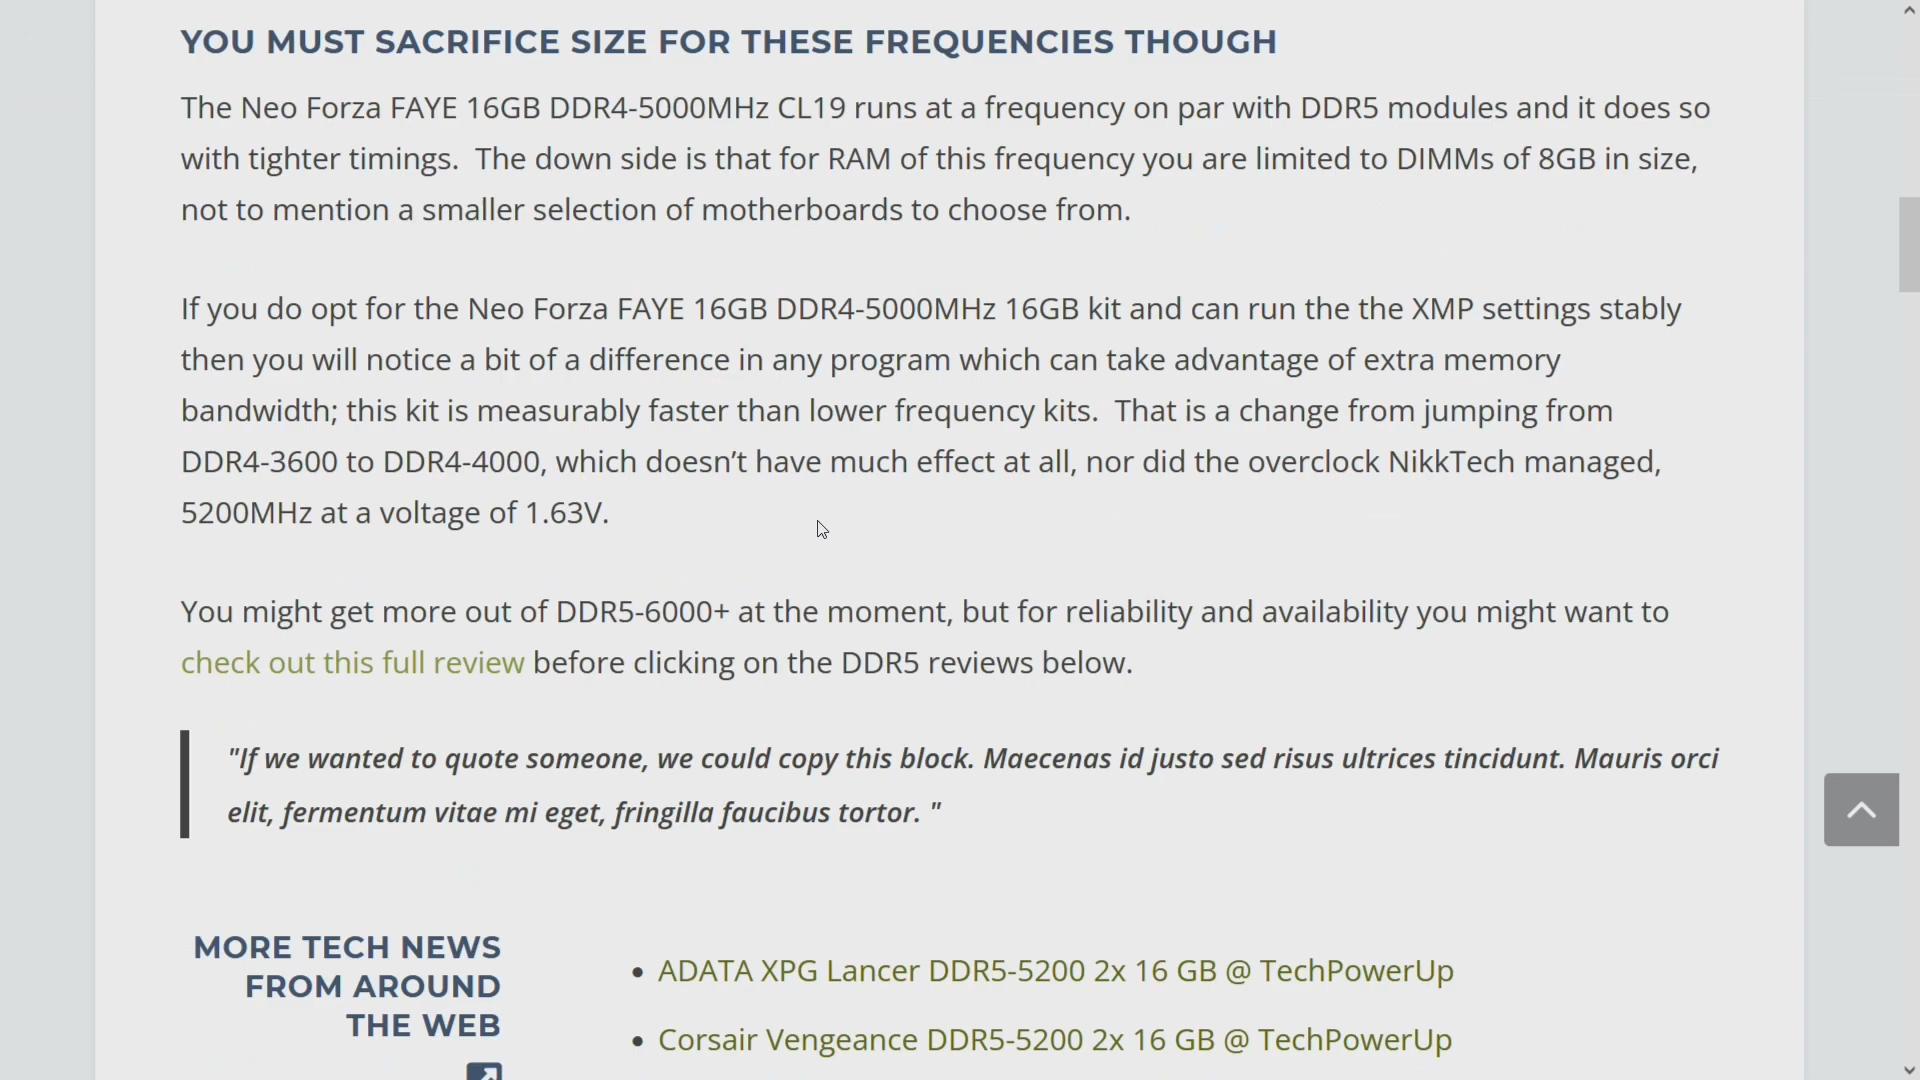 YOU MUST SACRIFICE SIZE FOR THESE FREQUENCIES THOUGH
The Neo Forza FAYE 16GB DDR4-5000MHz CL19 runs at a frequency on par with DDR5 modules and it does so
with tighter timings.  The down side is that for RAM of this frequency you are limited to DIMMs of 8GB in size,
not to mention a smaller selection of motherboards to choose from.
If you do opt for the Neo Forza FAYE 16GB DDR4-5000MHz 16GB kit and can run the the XMP settings stably
then you will notice a bit of a difference in any program which can take advantage of extra memory
bandwidth; this kit is measurably faster than lower frequency kits.  That is a change from jumping from
DDR4-3600 to DDR4-4000, which doesn’t have much effect at all, nor did the overclock NikkTech managed,
5200MHz at a voltage of 1.63V.
You might get more out of DDR5-6000+ at the moment, but for reliability and availability you might want to
check out this full review before clicking on the DDR5 reviews below.
"If we wanted to quote someone, we could copy this block. Maecenas id justo sed risus ultrices tincidunt. Mauris orci
elit, fermentum vitae mi eget, fringilla faucibus tortor. "
MORE TECH NEWS
FROM AROUND
THE WEB
• ADATA XPG Lancer DDR5-5200 2x 16 GB @ TechPowerUp
• Corsair Vengeance DDR5-5200 2x 16 GB @ TechPowerUp